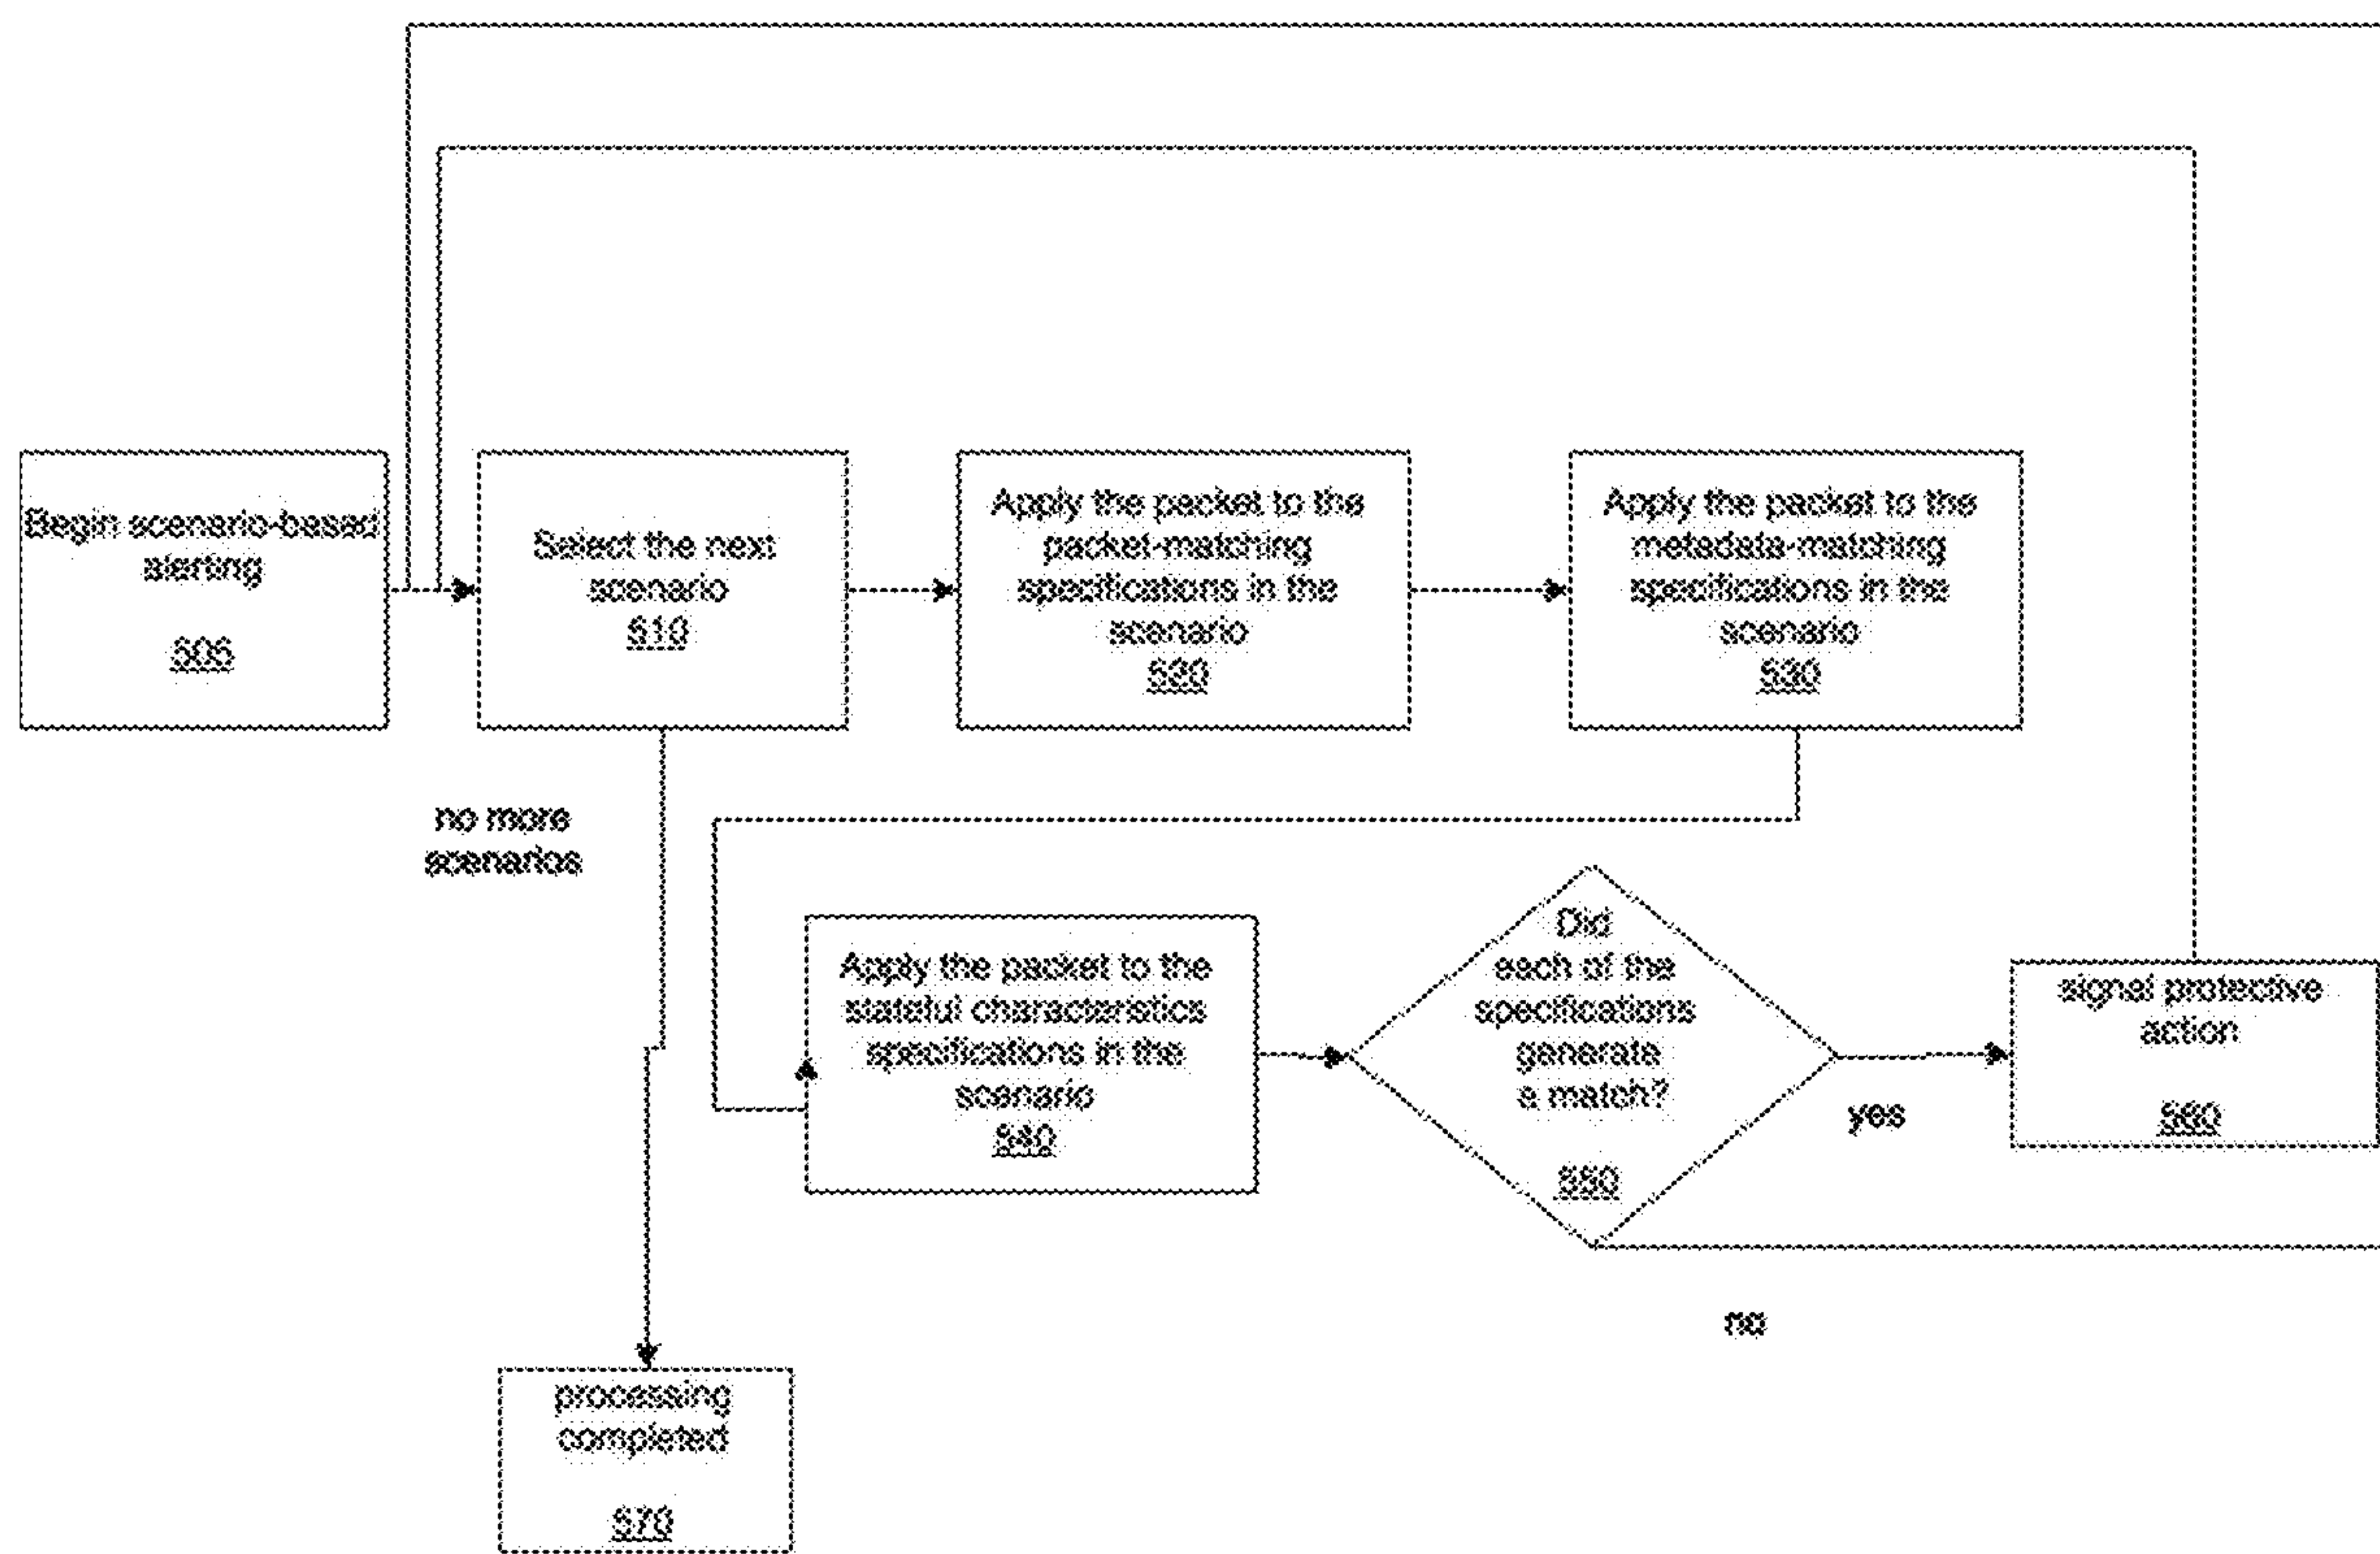 Begin scenario-based
alerting
505
Select the next
scenario
510
Apply the packet to the
packet-matching
specifications in the
scenario
520
Apply the packet to the
metadata-matching
specifications in the
scenario
530
no more
scenarios
Apply the packet to the
stateful characteristics
specifications in the
scenario
540
Did
each of the
specifications
generate
a match?
550
yes
signal protective
action
560
no
processing
completed
570